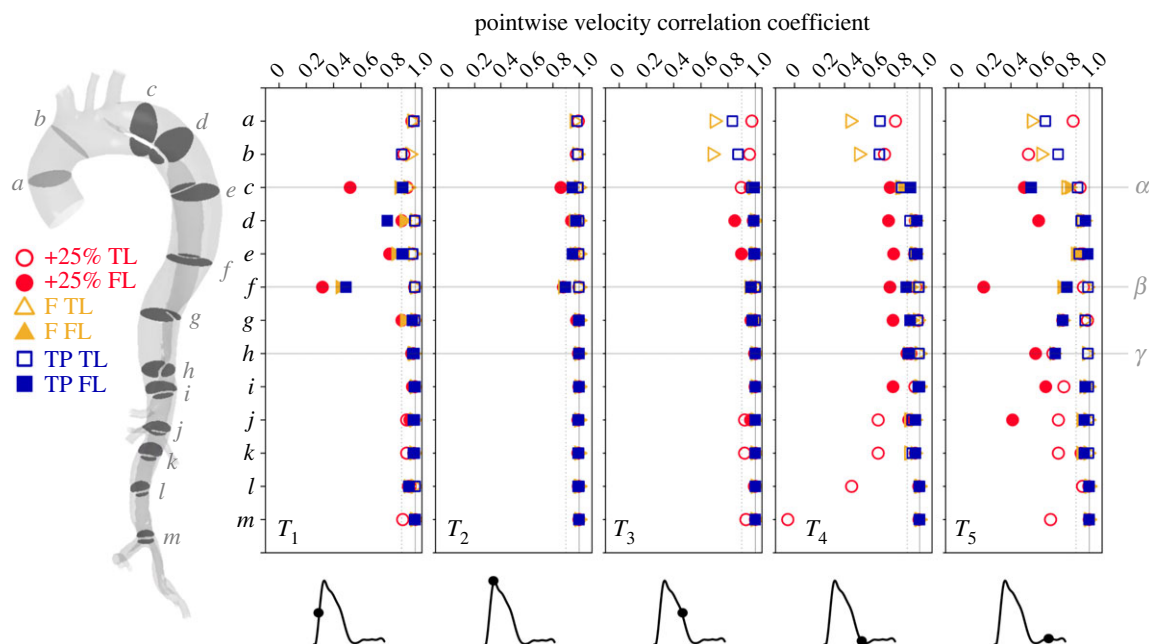 pointwise velocity correlation coefficient
0 0.2 0.4 0.6 0.8 1.0 0 0.2 0.4 0.6 0.8 1.0 0 0.2 0.4 0.6 0.8 1.0 0 0.2 0.4 0.6 0.8 1.0 0 0.2 0.4 0.6 0.8 1.0
a b c d e f g h i j k l m
+25% TL
+25% FL
F TL
F FL
TP TL
TP FL
a
b
c
d
e
f
g
h
i
j
k
l
m
α
β
γ
T1 T2 T3 T4 T5